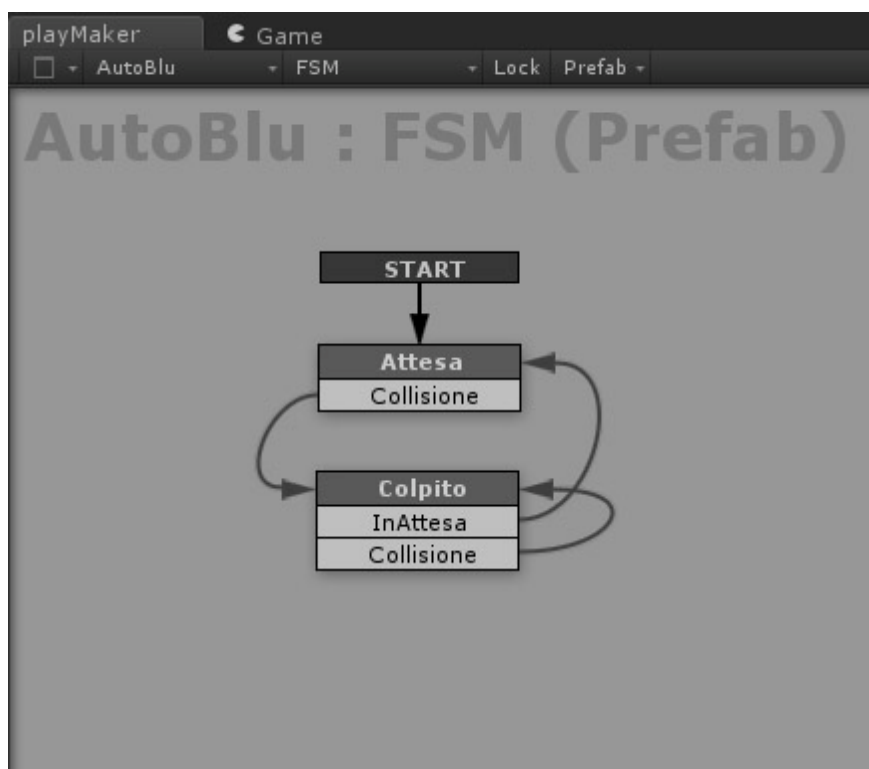 playMaker Game
AutoBlu FSM Lock Prefab
AutoBlu : FSM (Prefab)
START
Attesa
Collisione
Colpito
InAttesa
Collisione